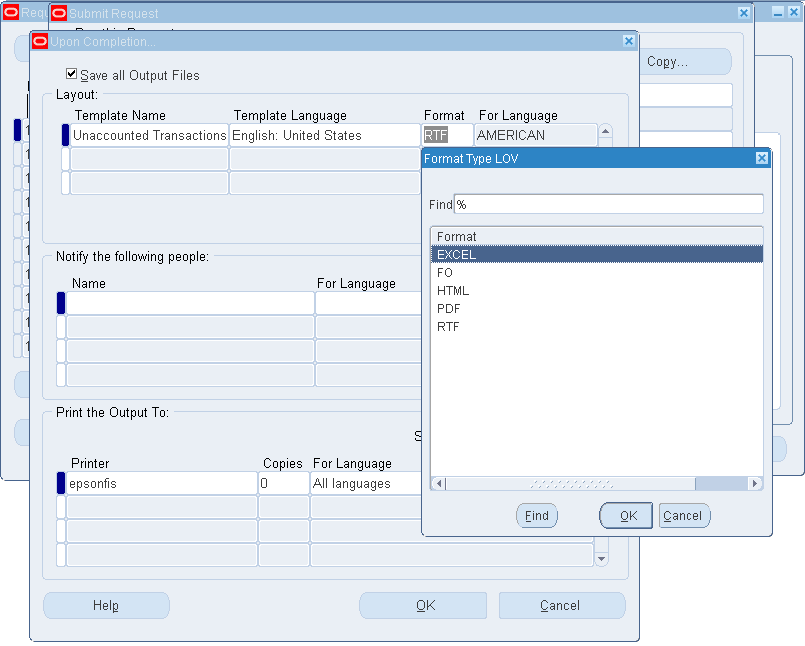 Requ
Submit Request
Upon Completion...
Copy...
Save all Output Files
Layout:
Template Name Template Language Format For Language
Unaccounted Transactions English: United States RTF AMERICAN
Format Type LOV
Find %
Format
EXCEL
FO
HTML
PDF
RTF
Find OK Cancel
Notify the following people:
Name For Language
Print the Output To:
Printer Copies For Language
epsonfis 0 All languages
Help OK Cancel